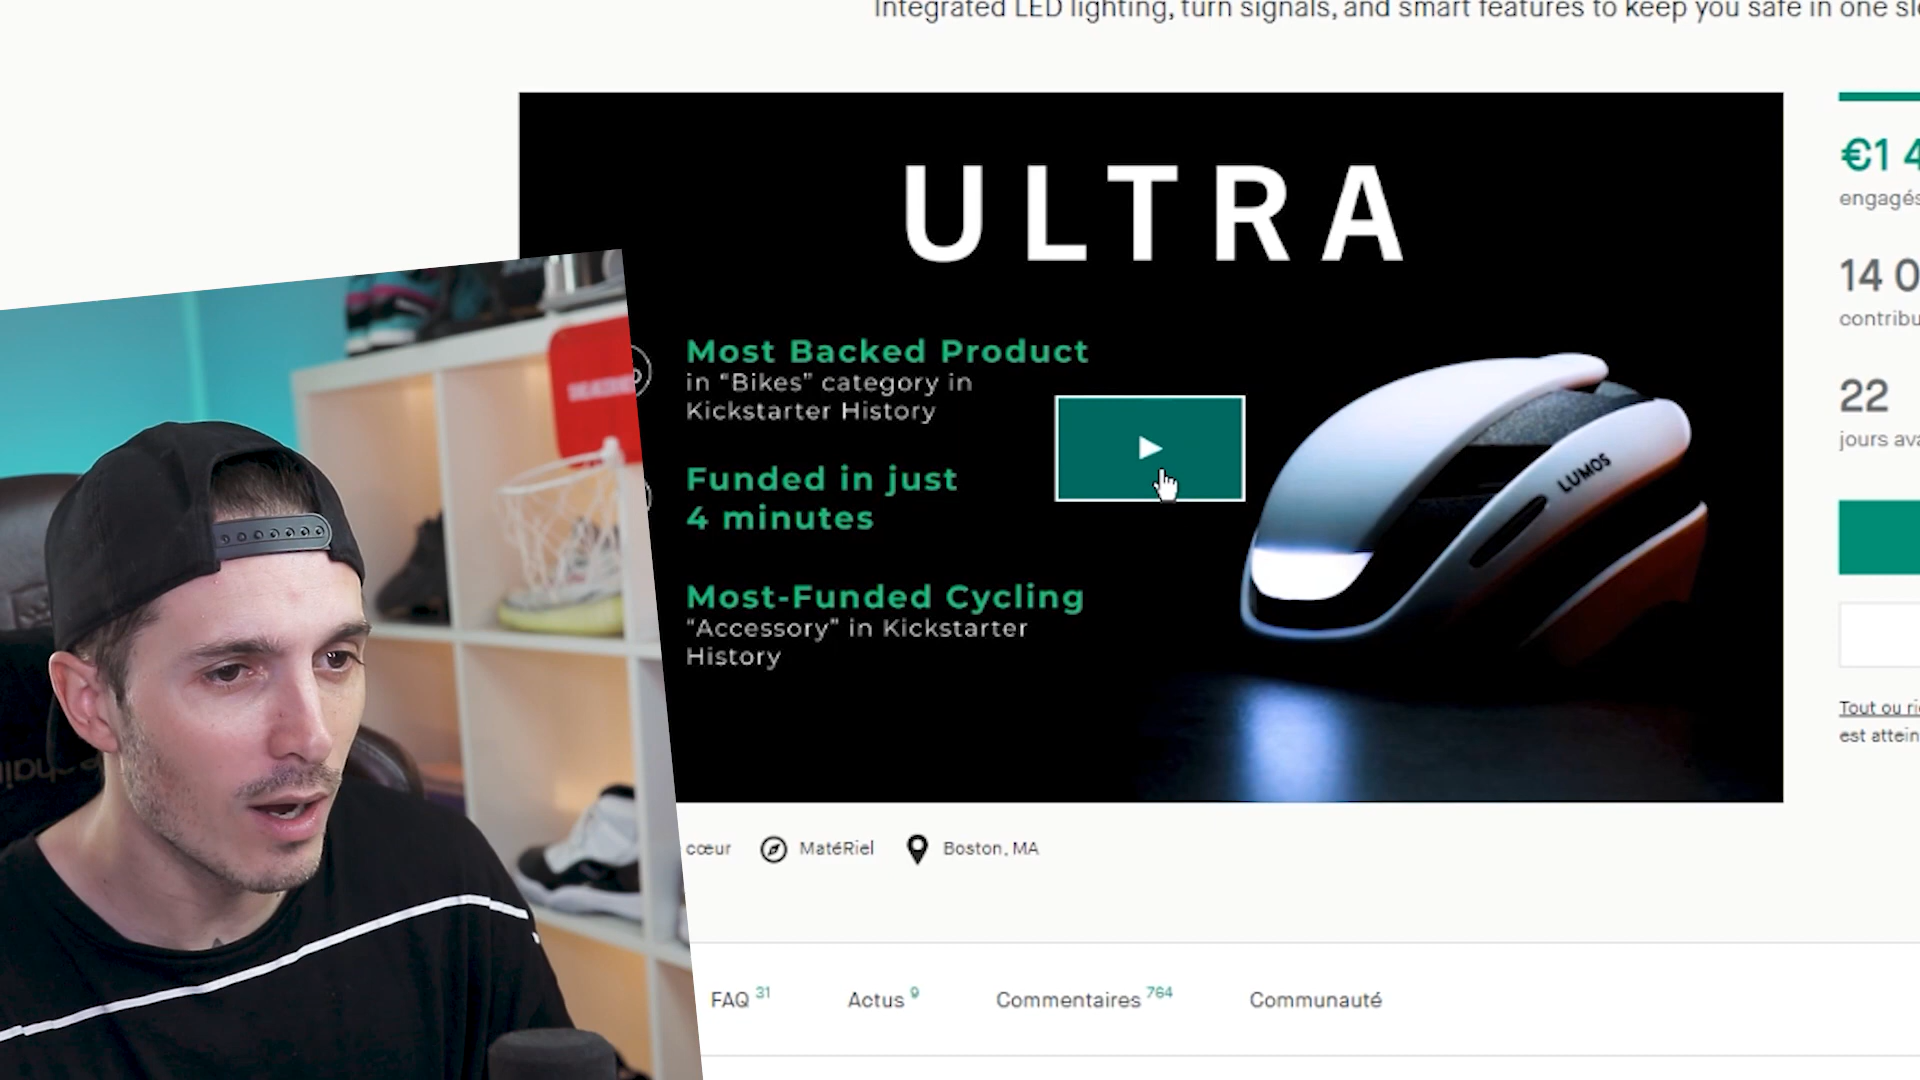 Integrated LED lighting, turn signals, and smart features to keep you safe in one
ULTRA
Most Backed Product
in “Bikes” category in
Kickstarter History
Funded in just
4 minutes
Most-Funded Cycling
“Accessory” in Kickstarter
History
LUMOS
€1 4
engagés
14 0
contribu
22
jours ava
Tout ou ri
est attein
cœur
MatéRiel
Boston, MA
FAQ 31
Actus 9
Commentaires 764
Communauté